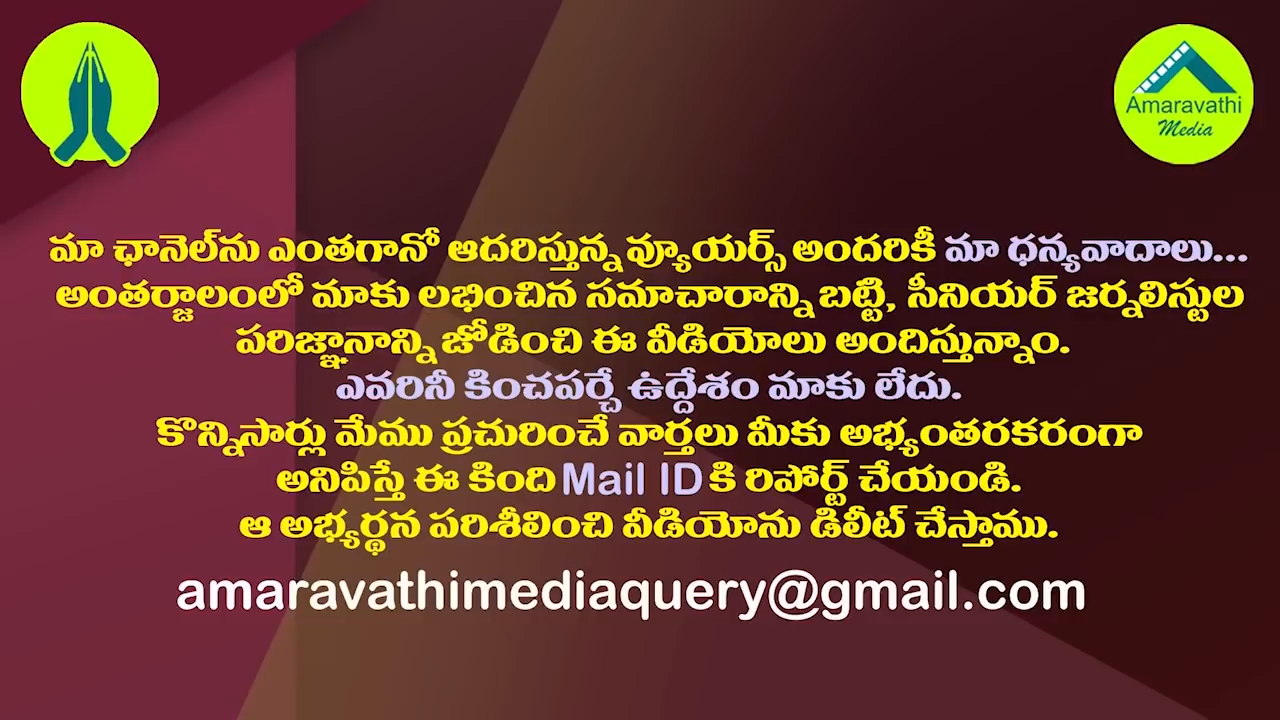 Amaravathi
Media
మా ఛానెల్‌ను ఎంతగానో ఆదరిస్తున్న వ్యూయర్స్ అందరికీ మా ధన్యవాదాలు...
అంతర్జాలంలో మాకు లభించిన సమాచారాన్ని బట్టి, సీనియర్ జర్నలిస్టుల
పరిజ్ఞానాన్ని జోడించి ఈ వీడియోలు అందిస్తున్నాం.
ఎవరినీ కించపర్చే ఉద్దేశం మాకు లేదు.
కొన్నిసార్లు మేము ప్రచురించే వార్తలు మీకు అభ్యంతరకరంగా
అనిపిస్తే ఈ కింది Mail ID కి రిపోర్ట్ చేయండి.
ఆ అభ్యర్థన పరిశీలించి వీడియోను డిలీట్ చేస్తాము.
amaravathimediaquery@gmail.com